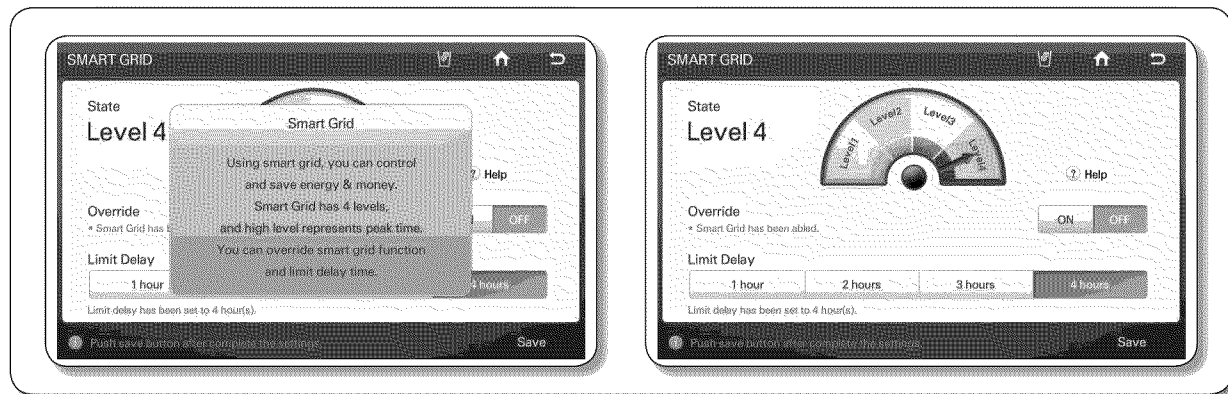 SMART GRID
State
Level 4
Smart Grid
Using smart grid, you can control
and save energy & money.
Smart Grid has 4 levels,
and high level represents peak time.
You can override smart grid function
and limit delay time.
Help
Override
* Smart Grid has
OFF
Limit Delay
1 hour
4 hours
Limit delay has been set to 4 hour(s).
Push save button after complete the settings.
Save
SMART GRID
State
Level 4
Level1
Level2
Level3
Level4
? Help
Override
* Smart Grid has been abled.
ON OFF
Limit Delay
1 hour 2 hours 3 hours 4 hours
Limit delay has been set to 4 hour(s).
Push save button after complete the settings.
Save